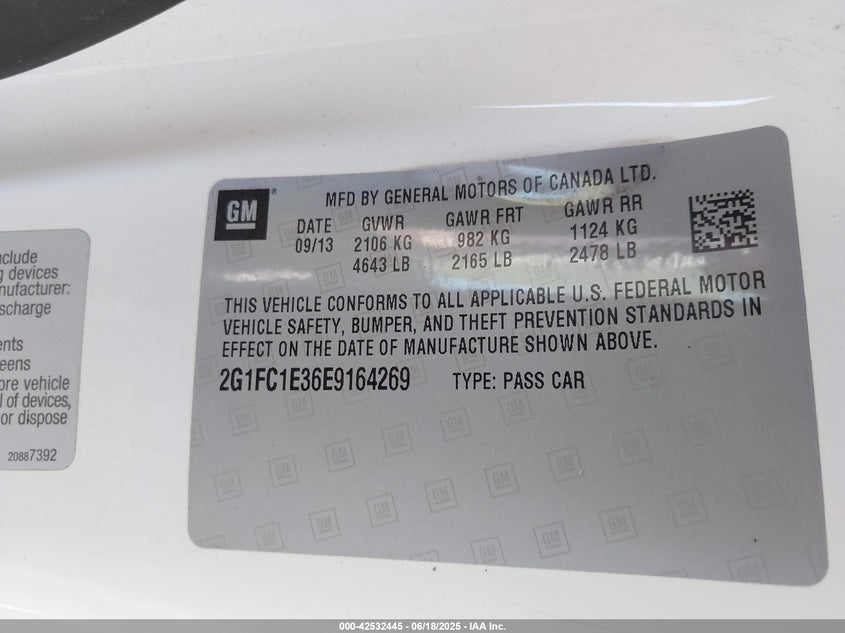 GM
MFD BY GENERAL MOTORS OF CANADA LTD.
DATE GVWR GAWR FRT GAWR RR
09/13 2106 KG 982 KG 1124 KG
4643 LB 2165 LB 2478 LB
THIS VEHICLE CONFORMS TO ALL APPLICABLE U.S. FEDERAL MOTOR
VEHICLE SAFETY, BUMPER, AND THEFT PREVENTION STANDARDS IN
EFFECT ON THE DATE OF MANUFACTURE SHOWN ABOVE.
2G1FC1E36E9164269 TYPE: PASS CAR
include
g devices
anufacturer:
scharge
ents
eens
ore vehicle
l of devices,
or dispose
20887392
000-42532445 - 06/18/2025 - IAA Inc.